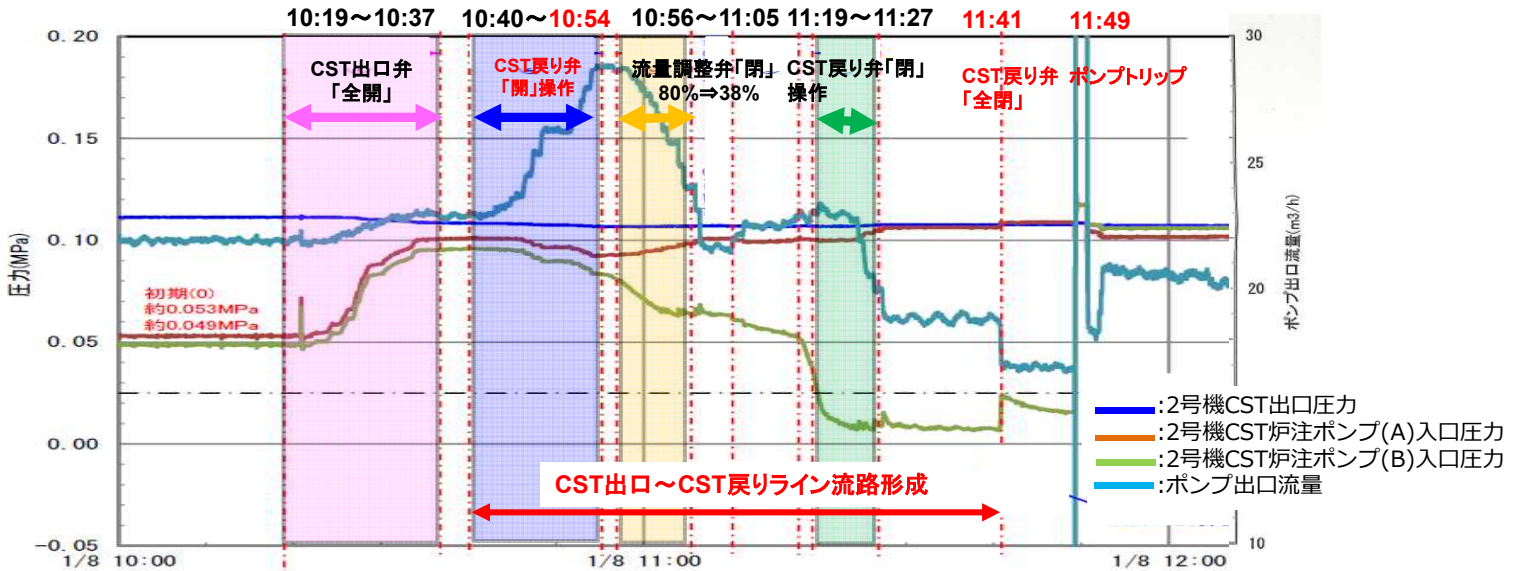 10:19～10:37 10:40～10:54 10:56～11:05 11:19～11:27 11:41 11:49
CST出口弁
「全開」
CST戻り弁
「開」操作
流量調整弁「閉」
80%⇒38%
CST戻り弁「閉」
操作
CST戻り弁
「全閉」
ポンプトリップ
0.20
0.15
0.10
0.05
0.00
-0.05
圧力(MPa)
30
25
20
10
ポンプ出口流量(m3/h)
初期(0)
約0.053MPa
約0.049MPa
:2号機CST出口圧力
:2号機CST炉注ポンプ(A)入口圧力
:2号機CST炉注ポンプ(B)入口圧力
:ポンプ出口流量
CST出口～CST戻りライン流路形成
1/8 10:00 1/8 11:00 1/8 12:00